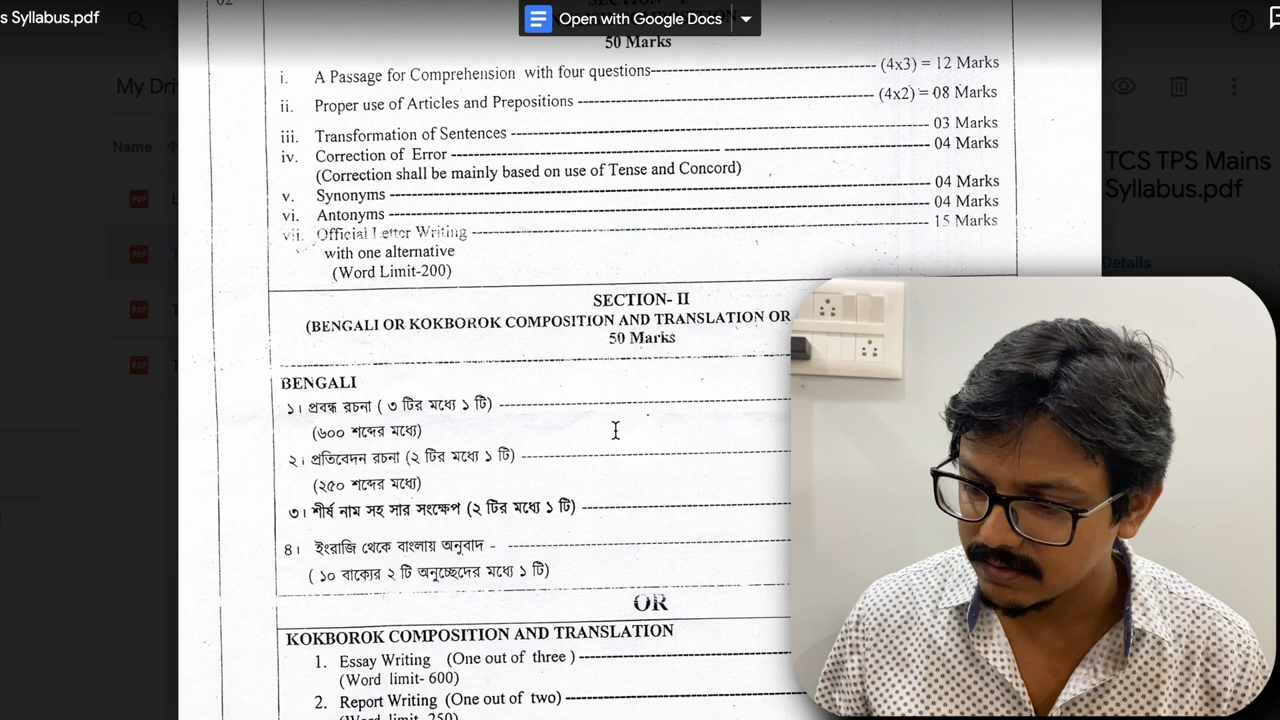 s Syllabus.pdf
Open with Google Docs
02
50 Marks
i. A Passage for Comprehension with four questions (4x3) = 12 Marks
ii. Proper use of Articles and Prepositions (4x2) = 08 Marks
iii Transformation of Sentences 03 Marks
iv. Correction of Error 04 Marks
(Correction shall be mainly based on use of Tense and Concord)
v. Synonyms 04 Marks
vi. Antonyms 04 Marks
vii Official Letter Writing 15 Marks
with one alternative
(Word Limit-200)
SECTION- II
(BENGALI OR KOKBOROK COMPOSITION AND TRANSLATION OR
50 Marks
BENGALI
১। প্রবন্ধ রচনা ( ৩ টির মধ্যে ১ টি)
(৬০০ শব্দের মধ্যে)
২। প্রতিবেদন রচনা (২ টির মধ্যে ১ টি)
(২৫০ শব্দের মধ্যে)
৩। শীর্ষ নাম সহ সার সংক্ষেপ (২ টির মধ্যে ১ টি)
৪। ইংরাজি থেকে বাংলায় অনুবাদ -
( ১০ বাক্যের ২ টি অনুচ্ছেদের মধ্যে ১ টি)
OR
KOKBOROK COMPOSITION AND TRANSLATION
1. Essay Writing (One out of three )
(Word limit- 600)
2. Report Writing (One out of two)
(Word limit 250)
My Dri
Name
TCS TPS Mains
Syllabus.pdf
Details